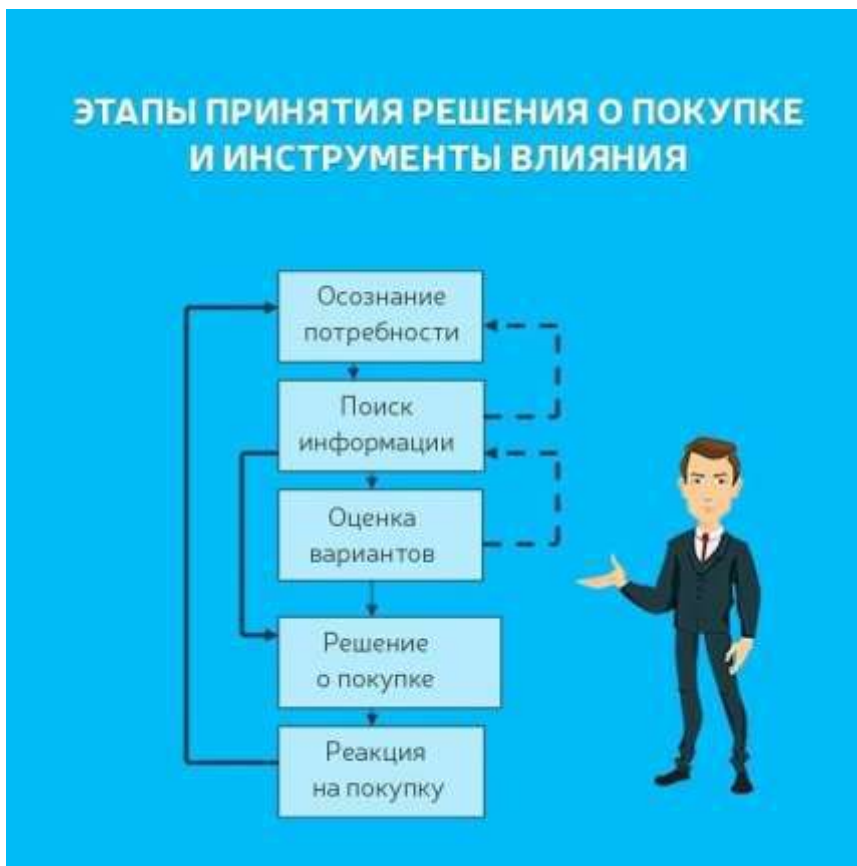 ЭТАПЫ ПРИНЯТИЯ РЕШЕНИЯ О ПОКУПКЕ
И ИНСТРУМЕНТЫ ВЛИЯНИЯ
Осознание
потребности
Поиск
информации
Оценка
вариантов
Решение
о покупке
Реакция
на покупку